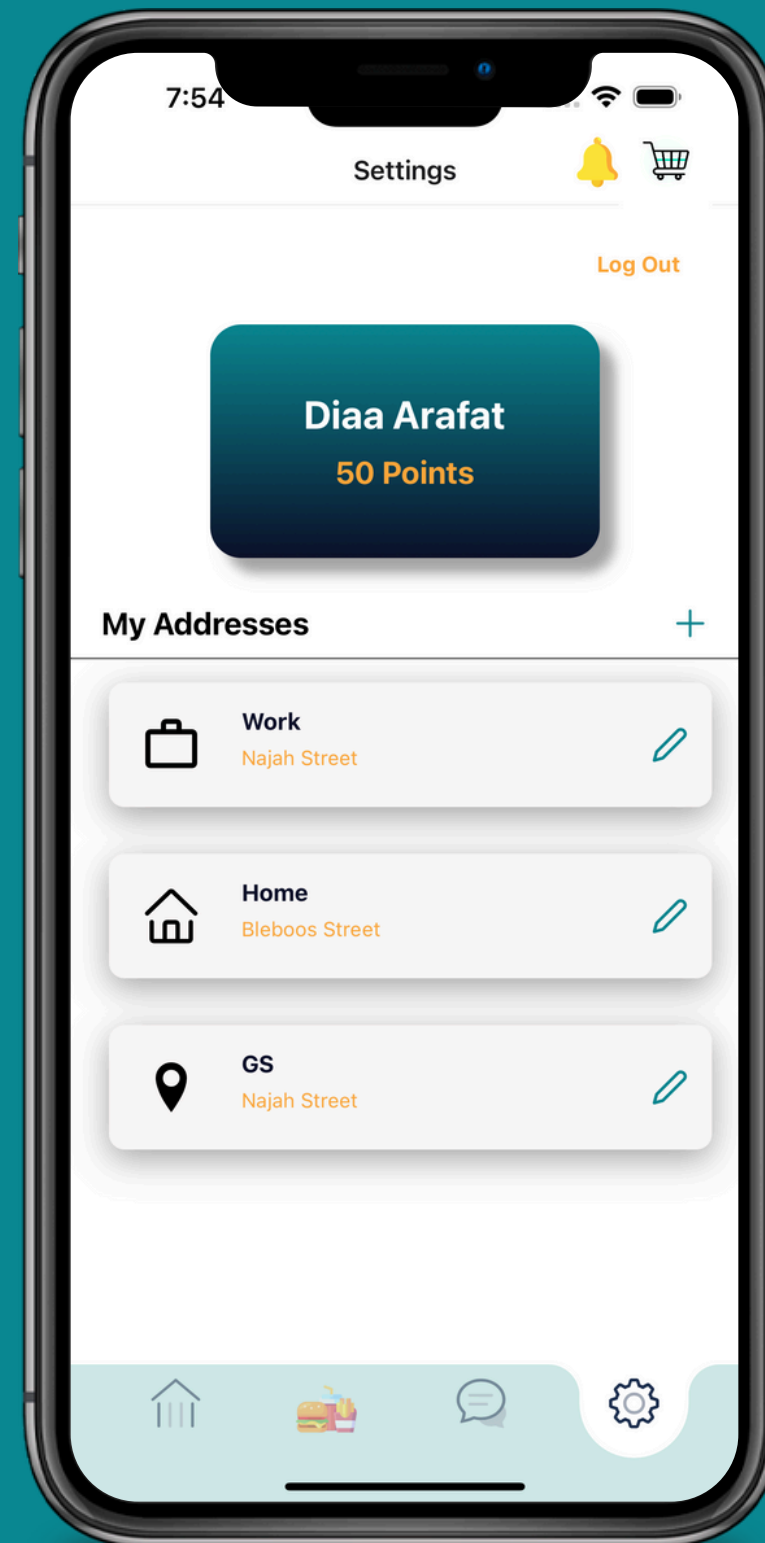 7:54
Settings
Log Out
Diaa Arafat
50 Points
My Addresses
Work
Najah Street
Home
Bleboos Street
GS
Najah Street